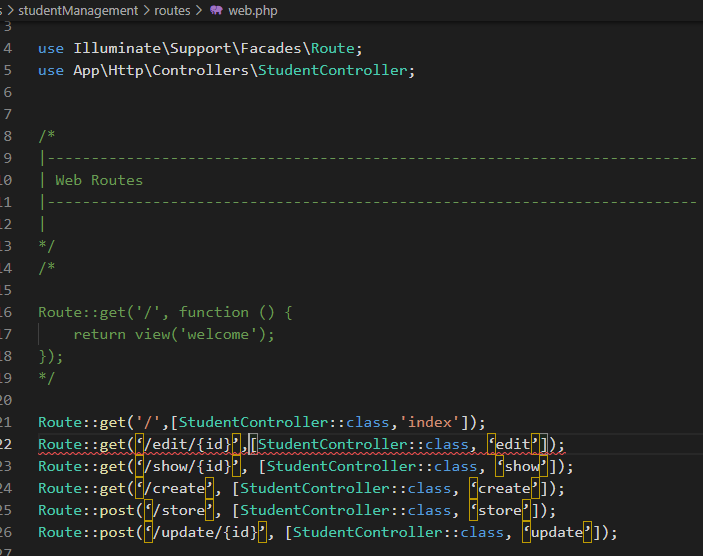 s > studentManagement > routes > web.php
3
4 use Illuminate\Support\Facades\Route;
5 use App\Http\Controllers\StudentController;
6
7
8 /*
9 |--------------------------------------------------------------------------
10 | Web Routes
11 |--------------------------------------------------------------------------
12 |
13 */
14 /*
15
16 Route::get('/', function () {
17     return view('welcome');
18 });
19 */
20
21 Route::get('/',[StudentController::class,'index']);
22 Route::get(‘/edit/{id}’,[StudentController::class, ‘edit’]);
23 Route::get(‘/show/{id}’, [StudentController::class, ‘show’]);
24 Route::get(‘/create’, [StudentController::class, ‘create’]);
25 Route::post(‘/store’, [StudentController::class, ‘store’]);
26 Route::post(‘/update/{id}’, [StudentController::class, ‘update’]);
27